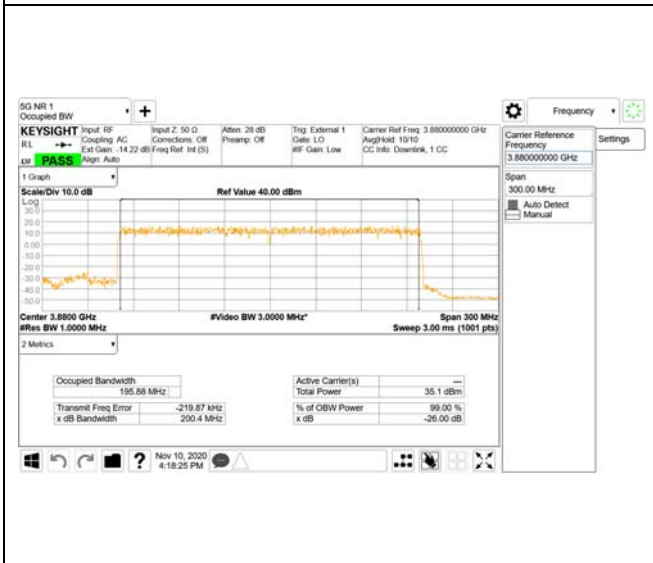 5G NR 1
Occupied BW
+
Frequency
KEYSIGHT
RL
PASS
Input: RF
Coupling: AC
Ext Gain: -14.22 dB
Align: Auto
Input Z: 50 Ω
Corrections: Off
Freq Ref: Int (S)
Atten: 28 dB
Preamp: Off
Trig: External 1
Gate: LO
#IF Gain: Low
Carrier Ref Freq: 3.880000000 GHz
Avg|Hold: 10/10
CC Info: Downlink, 1 CC
Carrier Reference
Frequency
3.880000000 GHz
Settings
Span
300.00 MHz
Auto Detect
Manual
1 Graph
Scale/Div 10.0 dB
Ref Value 40.00 dBm
Log
30.0
20.0
10.0
0.00
-10.0
-20.0
-30.0
-40.0
-50.0
Center 3.8800 GHz
#Video BW 3.0000 MHz*
Span 300 MHz
#Res BW 1.0000 MHz
Sweep 3.00 ms (1001 pts)
2 Metrics
Occupied Bandwidth
195.88 MHz
Transmit Freq Error
-219.87 kHz
x dB Bandwidth
200.4 MHz
Active Carrier(s)
---
Total Power
35.1 dBm
% of OBW Power
99.00 %
x dB
-26.00 dB
?
Nov 10, 2020
4:18:25 PM